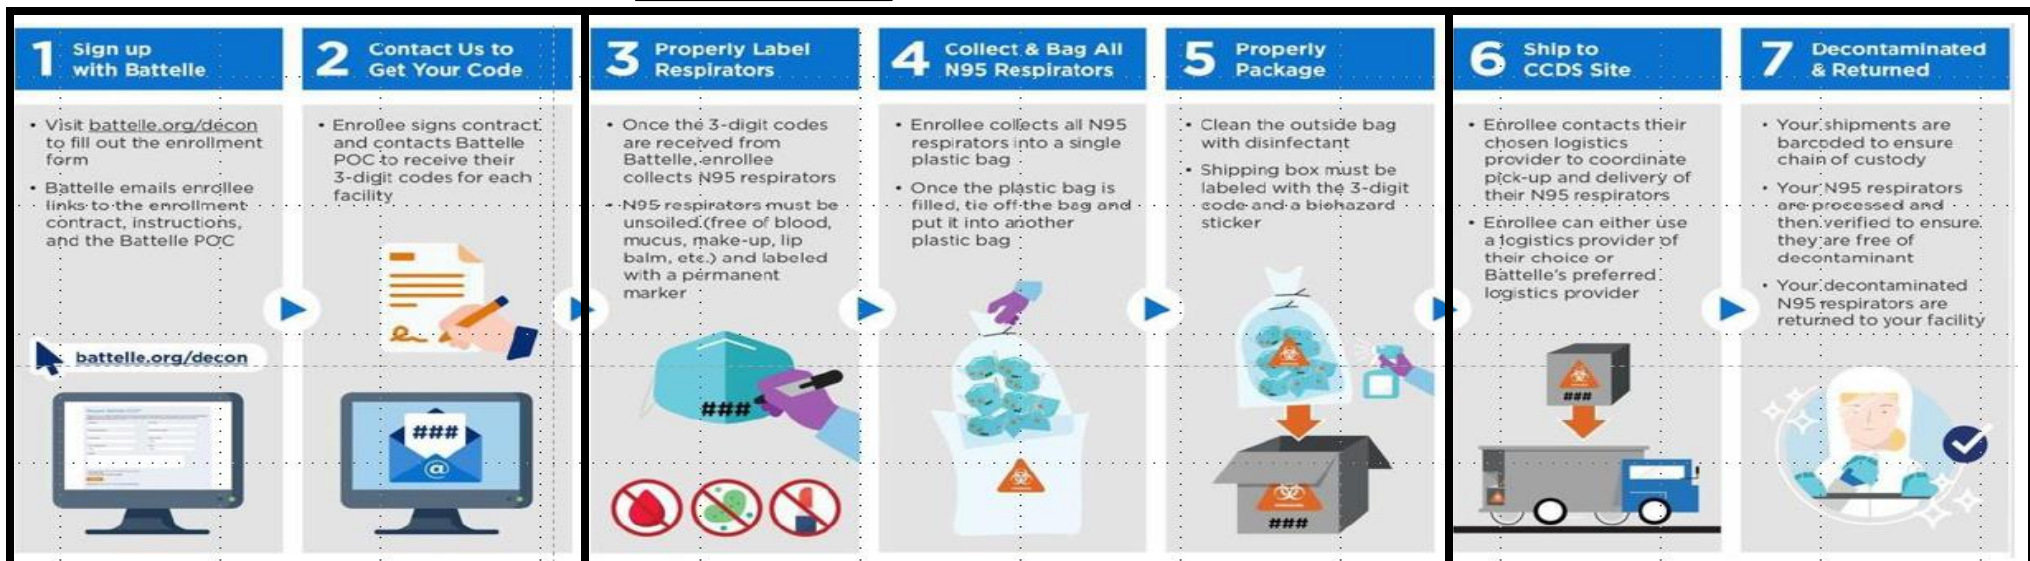 1 Sign up
with Battelle
• Visit battelle.org/decon
to fill out the enrollment
form
• Battelle emails enrollee
links to the enrollment
contract, instructions,
and the Battelle POC
battelle.org/decon
2 Contact Us to
Get Your Code
• Enrollee signs contract
and contacts Battelle
POC to receive their
3-digit codes for each
facility
###
@
3 Properly Label
Respirators
• Once the 3-digit codes
are received from
Battelle, enrollee
collects N95 respirators
• N95 respirators must be
unsoiled (free of blood,
mucus, make-up, lip
balm, etc.) and labeled
with a permanent
marker
###
4 Collect & Bag All
N95 Respirators
• Enrollee collects all N95
respirators into a single
plastic bag
• Once the plastic bag is
filled, tie off the bag and
put it into another
plastic bag
5 Properly
Package
• Clean the outside bag
with disinfectant
• Shipping box must be
labeled with the 3-digit
code and a biohazard
sticker
###
6 Ship to
CCDS Site
• Enrollee contacts their
chosen logistics
provider to coordinate
pick-up and delivery of
their N95 respirators
• Enrollee can either use
a logistics provider of
their choice or
Battelle's preferred
logistics provider
###
7 Decontaminated
& Returned
• Your shipments are
barcoded to ensure
chain of custody
• Your N95 respirators
are processed and
then verified to ensure
they are free of
decontaminant
• Your decontaminated
N95 respirators are
returned to your facility